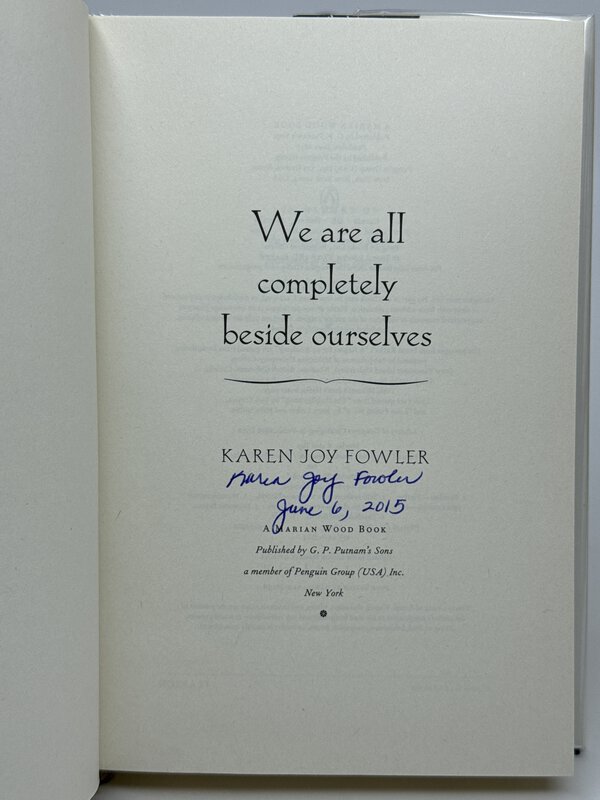 We are all
completely
beside ourselves
KAREN JOY FOWLER
Karen Joy Fowler
June 6, 2015
A MARIAN WOOD BOOK
Published by G. P. Putnam's Sons
a member of Penguin Group (USA) Inc.
New York